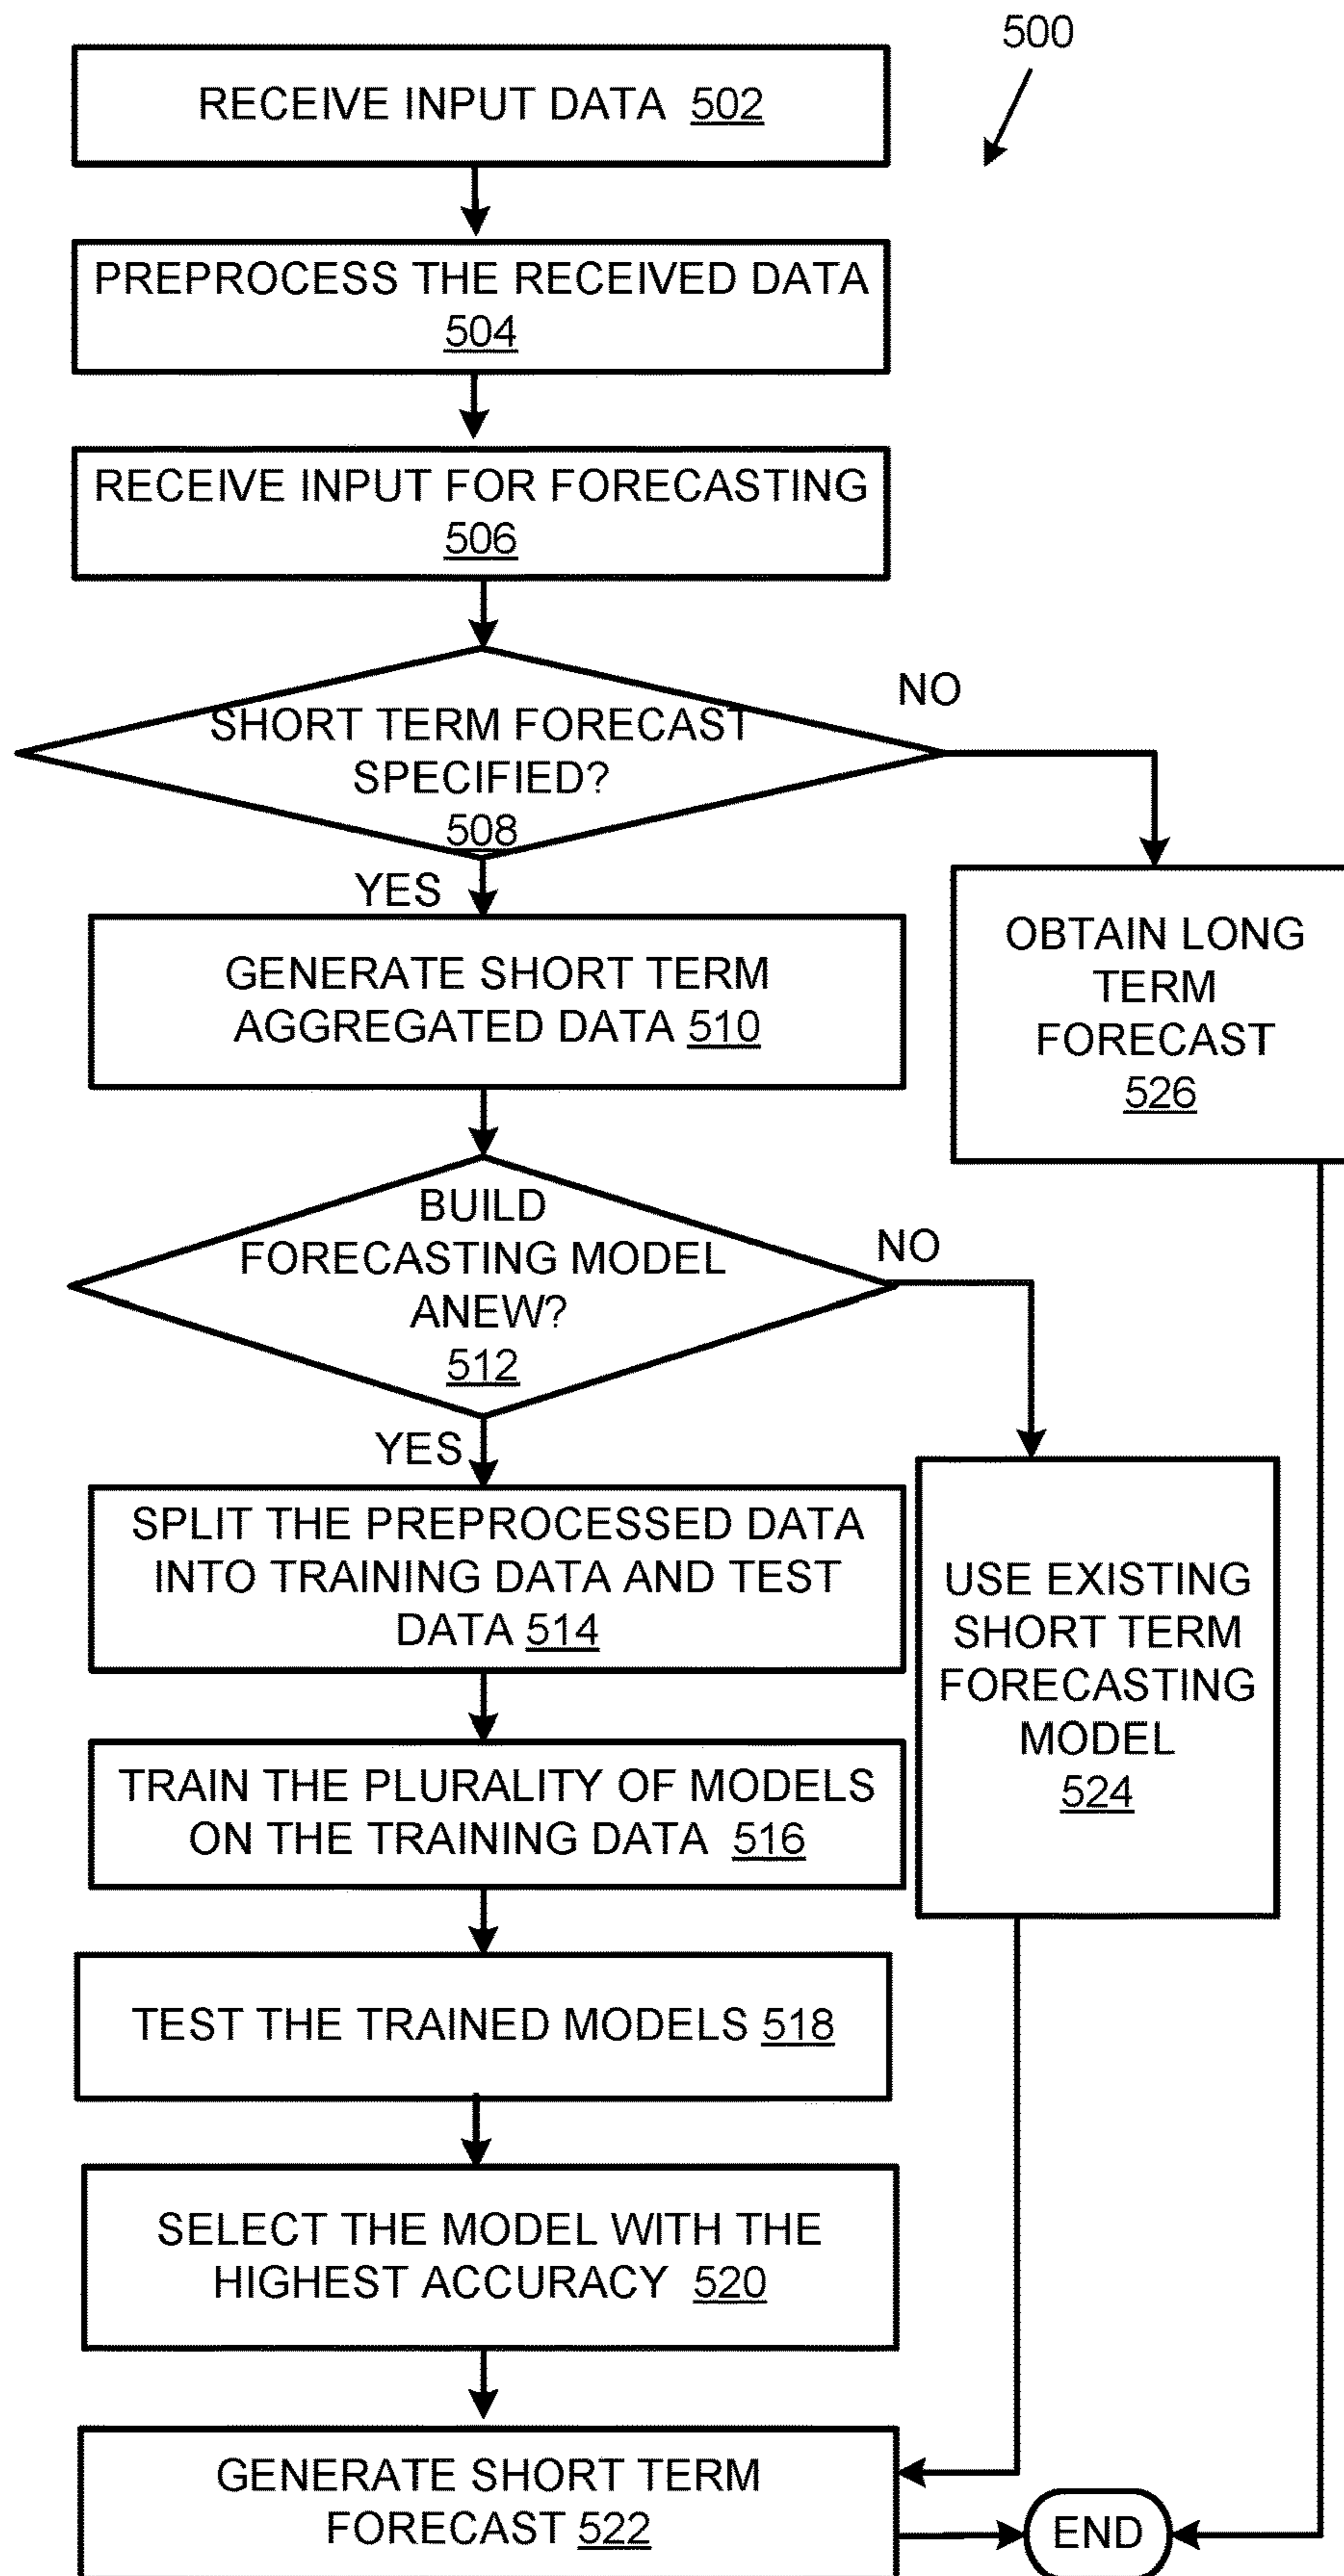 500
RECEIVE INPUT DATA 502
PREPROCESS THE RECEIVED DATA
504
RECEIVE INPUT FOR FORECASTING
506
SHORT TERM FORECAST
SPECIFIED?
508
NO
YES
GENERATE SHORT TERM
AGGREGATED DATA 510
OBTAIN LONG
TERM
FORECAST
526
BUILD
FORECASTING MODEL
ANEW?
512
NO
YES
SPLIT THE PREPROCESSED DATA
INTO TRAINING DATA AND TEST
DATA 514
USE EXISTING
SHORT TERM
FORECASTING
MODEL
524
TRAIN THE PLURALITY OF MODELS
ON THE TRAINING DATA 516
TEST THE TRAINED MODELS 518
SELECT THE MODEL WITH THE
HIGHEST ACCURACY 520
GENERATE SHORT TERM
FORECAST 522
END